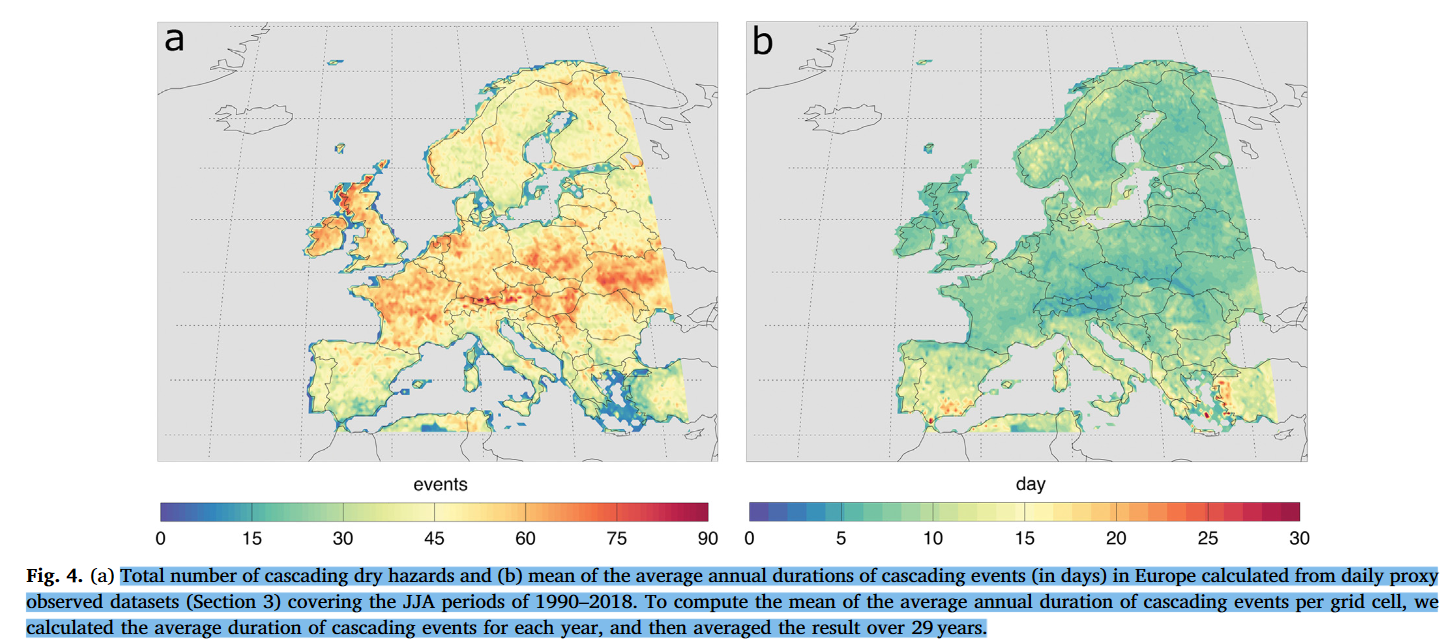 a
b
events
day
0 15 30 45 60 75 90
0 5 10 15 20 25 30
Fig. 4. (a) Total number of cascading dry hazards and (b) mean of the average annual durations of cascading events (in days) in Europe calculated from daily proxy
observed datasets (Section 3) covering the JJA periods of 1990–2018. To compute the mean of the average annual duration of cascading events per grid cell, we
calculated the average duration of cascading events for each year, and then averaged the result over 29 years.